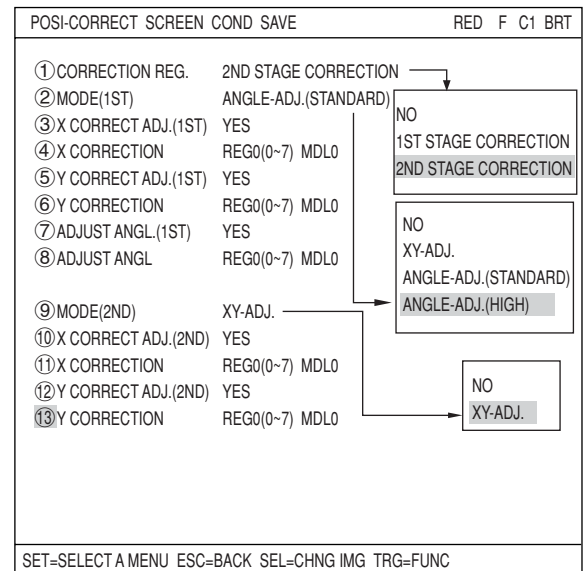 POSI-CORRECT SCREEN COND SAVE RED F C1 BRT
①CORRECTION REG. 2ND STAGE CORRECTION
②MODE(1ST) ANGLE-ADJ.(STANDARD)
③X CORRECT ADJ.(1ST) YES
④X CORRECTION REG0(0~7) MDL0
⑤Y CORRECT ADJ.(1ST) YES
⑥Y CORRECTION REG0(0~7) MDL0
⑦ADJUST ANGL.(1ST) YES
⑧ADJUST ANGL REG0(0~7) MDL0
⑨MODE(2ND) XY-ADJ.
⑩X CORRECT ADJ.(2ND) YES
⑪X CORRECTION REG0(0~7) MDL0
⑫Y CORRECT ADJ.(2ND) YES
⑬Y CORRECTION REG0(0~7) MDL0
NO
1ST STAGE CORRECTION
2ND STAGE CORRECTION
NO
XY-ADJ.
ANGLE-ADJ.(STANDARD)
ANGLE-ADJ.(HIGH)
NO
XY-ADJ.
SET=SELECT A MENU ESC=BACK SEL=CHNG IMG TRG=FUNC